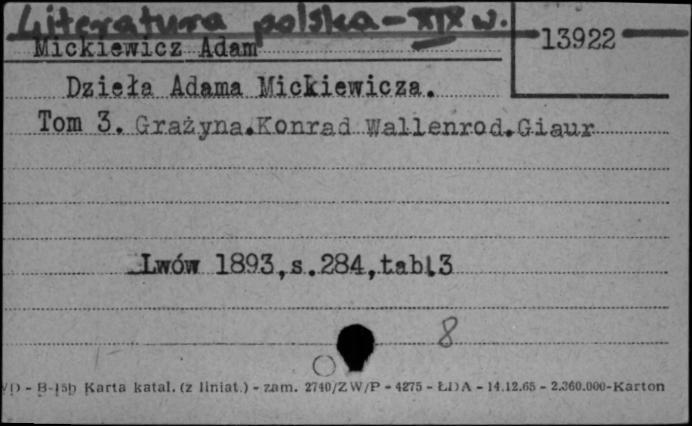 Literatura polska - XIX w.
Mickiewicz Adam
13922
Dzieła Adama Mickiewicza.
Tom 3. Grażyna.Konrad Wallenrod.Giaur
Lwów 1893,s.284,tabl.3
8
B-15b Karta katal. (z liniat.) - zam. 2740/ZW/P - 4275 - ŁDA - 14.12.65 - 2.360.000-Karton